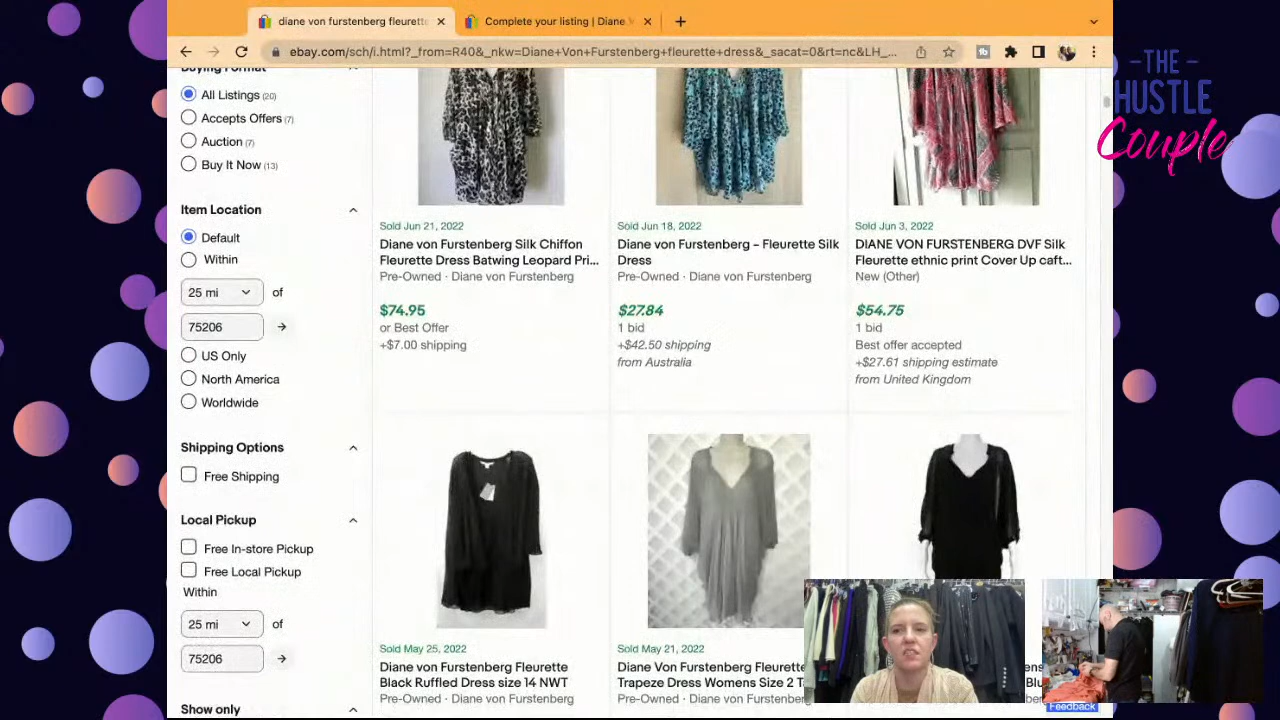 diane von furstenberg fleurette
Complete your listing | Diane
ebay.com/sch/i.html?_from=R40&_nkw=Diane+Von+Furstenberg+fleurette+dress&_sacat=0&rt=nc&LH_...
THE
HUSTLE
Couple
Buying Format
All Listings (20)
Accepts Offers (7)
Auction (7)
Buy It Now (13)
Item Location
Default
Within
25 mi of
75206
US Only
North America
Worldwide
Shipping Options
Free Shipping
Local Pickup
Free In-store Pickup
Free Local Pickup
Within
25 mi of
75206
Show only
Sold Jun 21, 2022
Diane von Furstenberg Silk Chiffon
Fleurette Dress Batwing Leopard Pri...
Pre-Owned · Diane von Furstenberg
$74.95
or Best Offer
+$7.00 shipping
Sold Jun 18, 2022
Diane von Furstenberg – Fleurette Silk
Dress
Pre-Owned · Diane von Furstenberg
$27.84
1 bid
+$42.50 shipping
from Australia
Sold Jun 3, 2022
DIANE VON FURSTENBERG DVF Silk
Fleurette ethnic print Cover Up caft...
New (Other)
$54.75
1 bid
Best offer accepted
+$27.61 shipping estimate
from United Kingdom
Sold May 25, 2022
Diane von Furstenberg Fleurette
Black Ruffled Dress size 14 NWT
Pre-Owned · Diane von Furstenberg
Sold May 21, 2022
Diane Von Furstenberg Fleurette
Trapeze Dress Womens Size 2
Pre-Owned · Diane von Furstenberg
Feedback